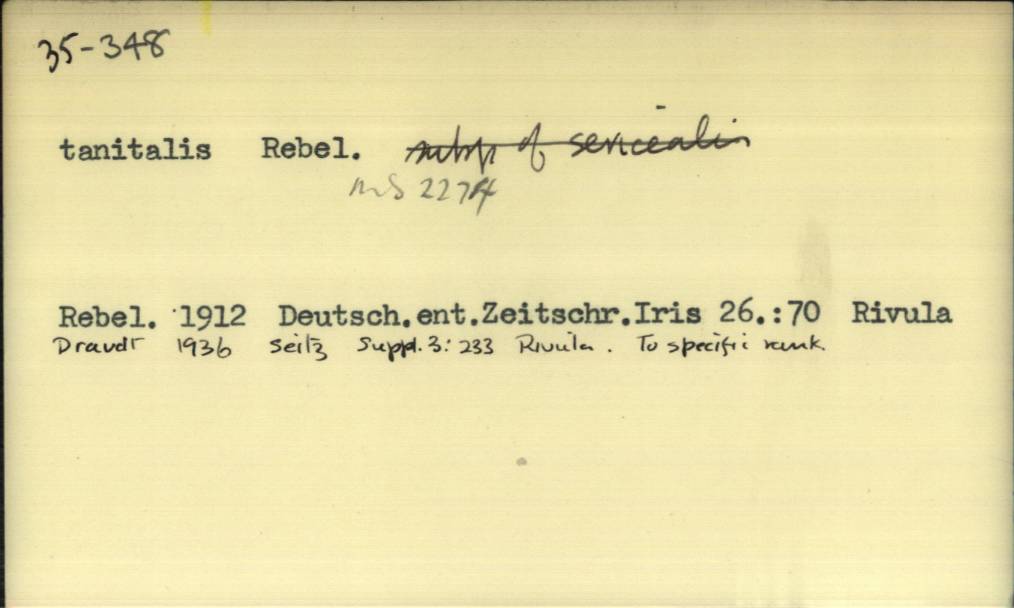 35-348
tanitalis Rebel. subsp of sericealis
MS 2274
Rebel. 1912 Deutsch.ent.Zeitschr.Iris 26.:70 Rivula
Draudt 1936 Seitz Suppl. 3: 233 Rivula. To specific rank.